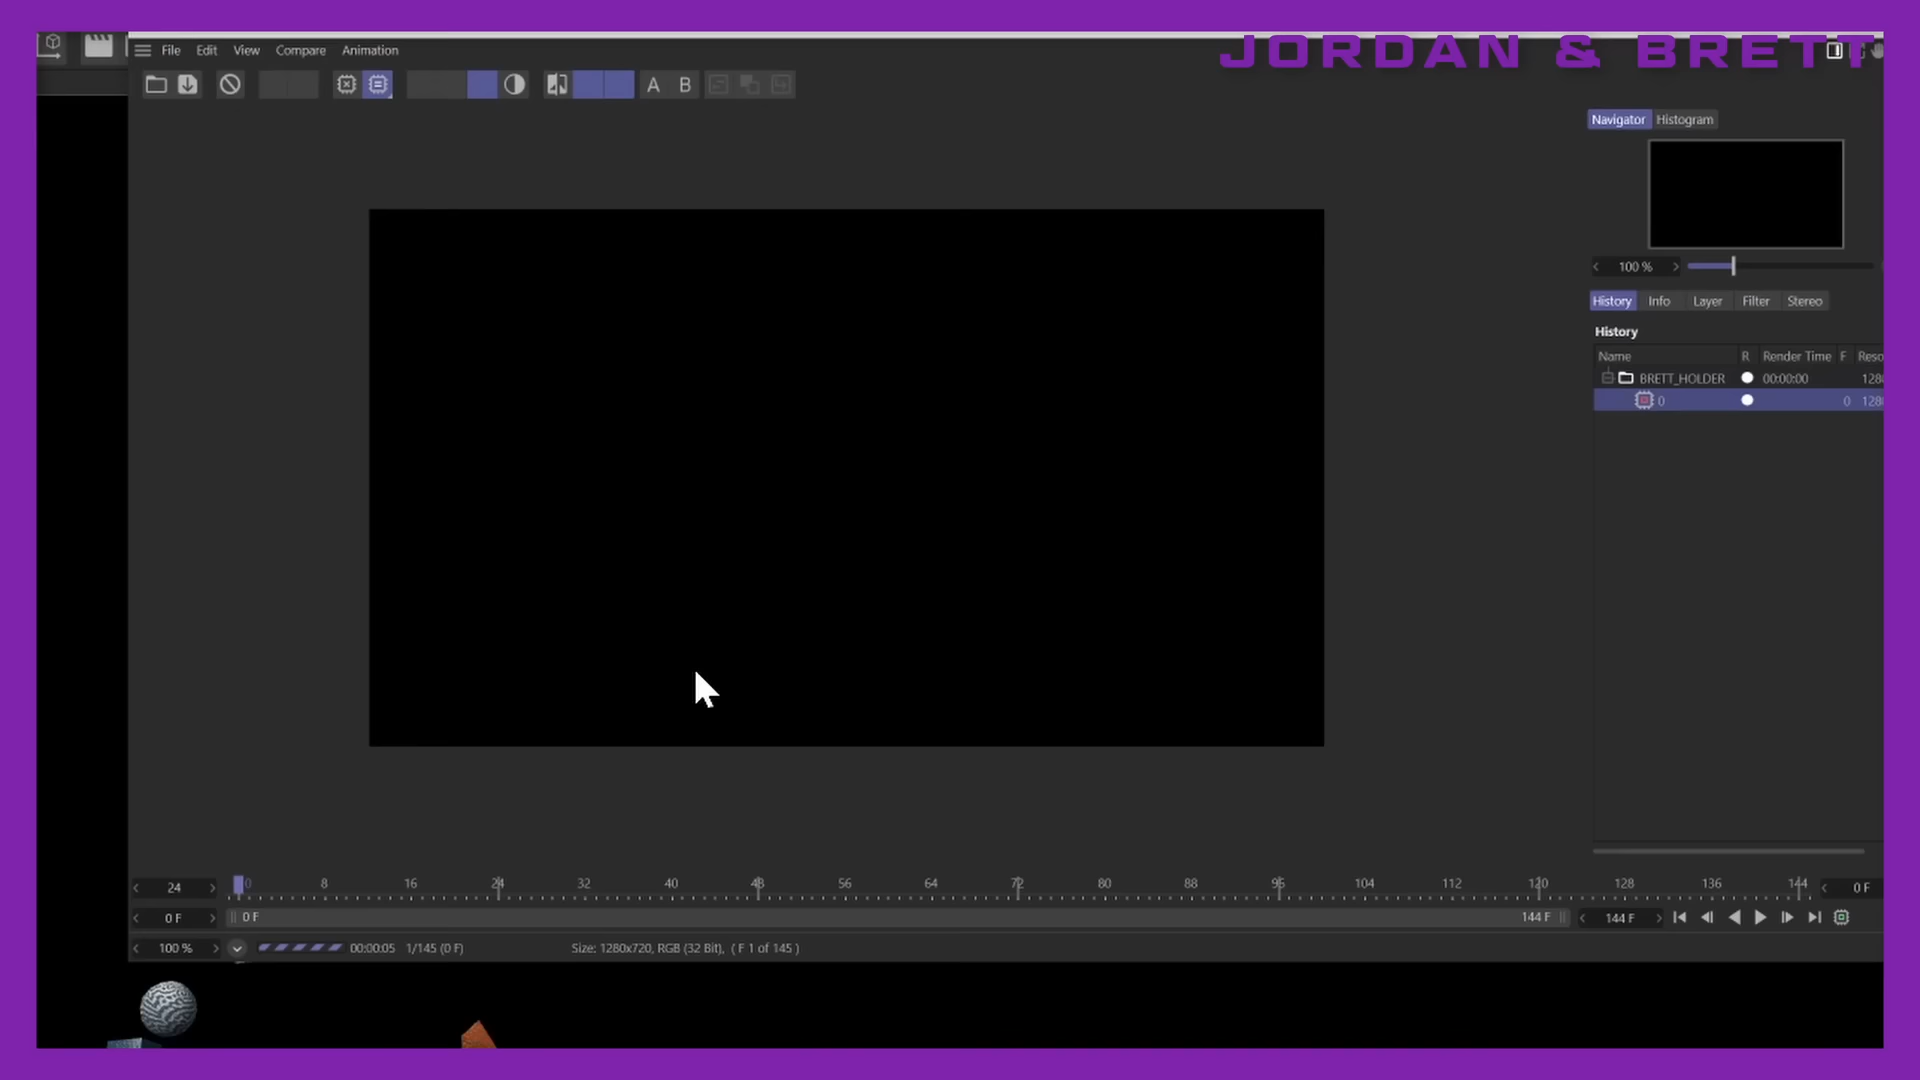 JORDAN & BRETT
File Edit View Compare Animation
A B
Navigator Histogram
100 %
History Info Layer Filter Stereo
History
Name R Render Time F
BRETT_HOLDER 00:00:00
0 0
24 0 8 16 24 32 40 48 56 64 72 80 88 96 104 112 120 128 136 144 0 F
0 F 0 F 144 F 144 F
100 % 00:00:05 1/145 (0 F) Size: 1280x720, RGB (32 Bit), ( F 1 of 145 )